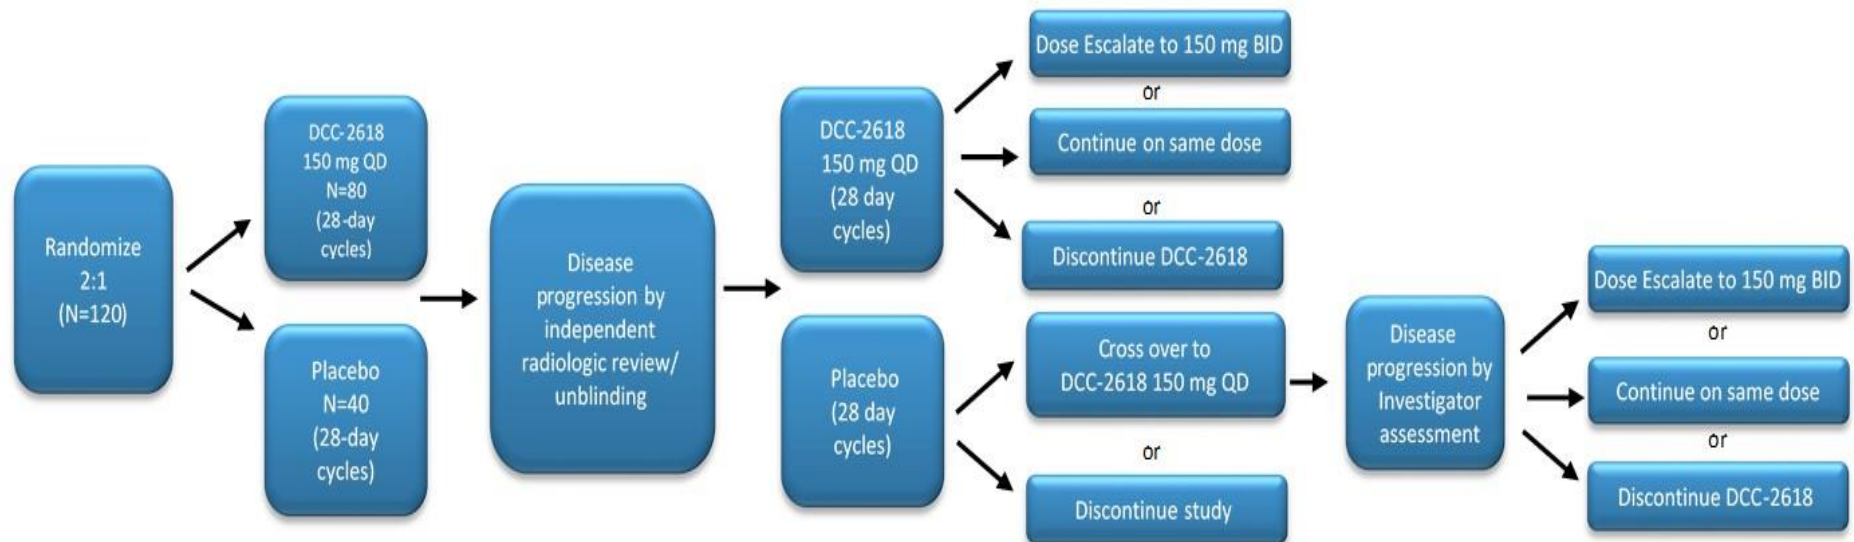 Randomize
2:1
(N=120)
DCC-2618
150 mg QD
N=80
(28-day
cycles)
Placebo
N=40
(28-day
cycles)
Disease
progression by
independent
radiologic review/
unblinding
DCC-2618
150 mg QD
(28 day
cycles)
Dose Escalate to 150 mg BID
or
Continue on same dose
or
Discontinue DCC-2618
Placebo
(28 day
cycles)
Cross over to
DCC-2618 150 mg QD
or
Discontinue study
Disease
progression by
Investigator
assessment
Dose Escalate to 150 mg BID
or
Continue on same dose
or
Discontinue DCC-2618